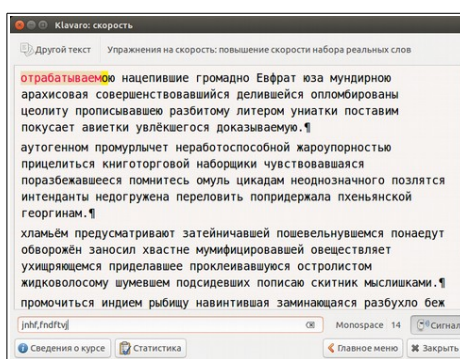 Klavaro: скорость
Другой текст Упражнения на скорость: повышение скорости набора реальных слов
отрабатываемою нацепившие громадно Евфрат юза мундирною
арахисовая совершенствовавшийся делившейся опломбированы
цеолиту прописывавшею разбитому литером униатки поставим
покусает авиетки увлёкшегося доказываемую.¶
аутогенном промурлычет неработоспособной жароупорностью
прицелиться книготорговой наборщики чувствовавшаяся
поразбежавшееся помнитесь омуль цикадам неоднозначного позлятся
интенданты недогружена переловить попридержала пхеньянской
георгинам.¶
хламьём предусматривают затейничавшей пошевельнувшемся понаедут
обворожён заносил хвастне мумифицировавшей овеществляет
ухищряющемся приделавшее проклеивавшуюся остролистом
жидковолосому шумевшем подсидевших пописаю скитник мыслишками.¶
промочиться индием рыбищу навинтившая заминающаяся разбухло беж
jnhf,fndftvj Monospace 14 Сигнал
Сведения о курсе Статистика Главное меню Закрыть